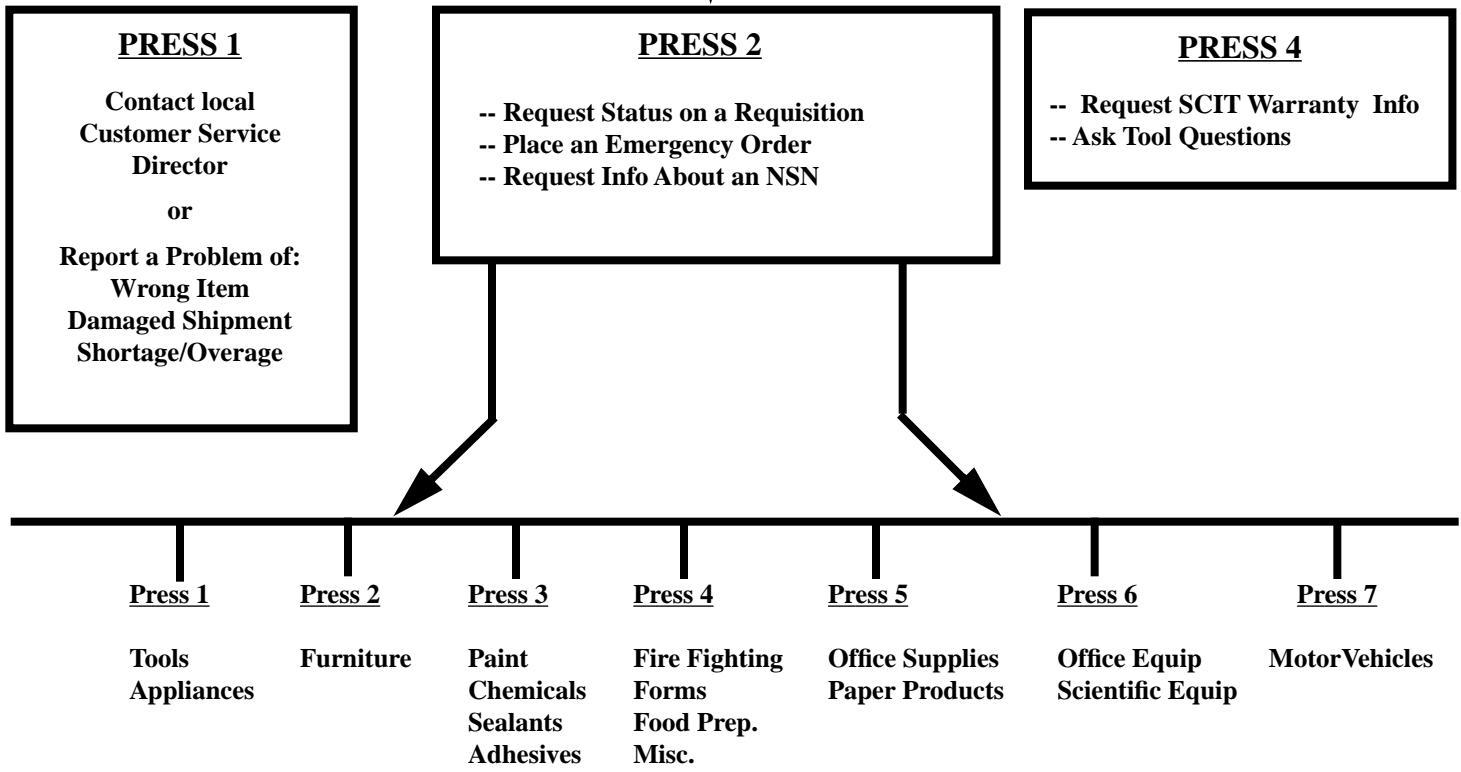 PRESS 1
Contact local
Customer Service
Director
or
Report a Problem of:
Wrong Item
Damaged Shipment
Shortage/Overage
PRESS 2
-- Request Status on a Requisition
-- Place an Emergency Order
-- Request Info About an NSN
PRESS 4
-- Request SCIT Warranty Info
-- Ask Tool Questions
Press 1
Tools
Appliances
Press 2
Furniture
Press 3
Paint
Chemicals
Sealants
Adhesives
Press 4
Fire Fighting
Forms
Food Prep.
Misc.
Press 5
Office Supplies
Paper Products
Press 6
Office Equip
Scientific Equip
Press 7
MotorVehicles